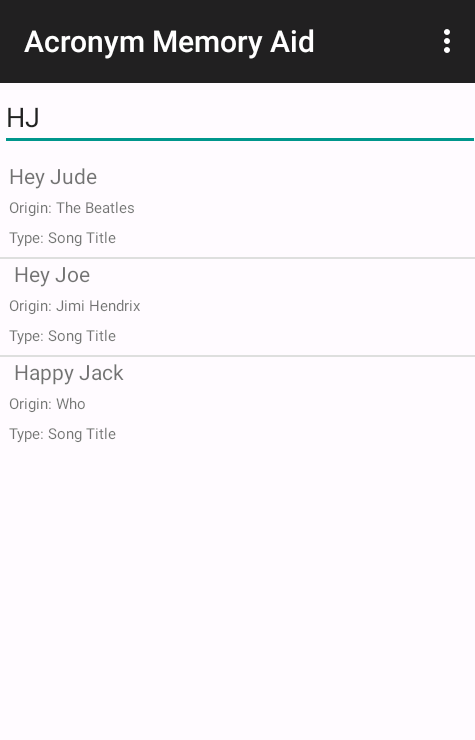 Acronym Memory Aid
HJ
Hey Jude
Origin: The Beatles
Type: Song Title
Hey Joe
Origin: Jimi Hendrix
Type: Song Title
Happy Jack
Origin: Who
Type: Song Title